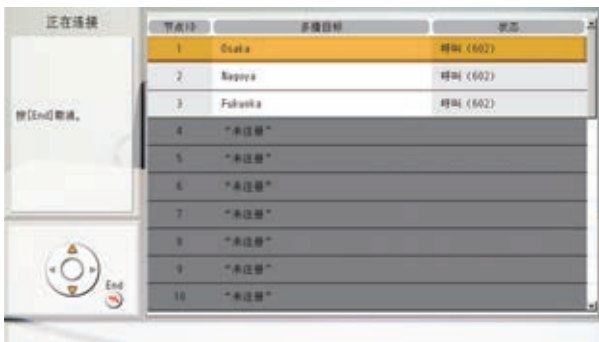 正在连接
按[End]取消。
End
节点ID 多播目标 状态
1 Osaka 呼叫 (602)
2 Nagoya 呼叫 (602)
3 Fukuoka 呼叫 (602)
4 "未注册"
5 "未注册"
6 "未注册"
7 "未注册"
8 "未注册"
9 "未注册"
10 "未注册"